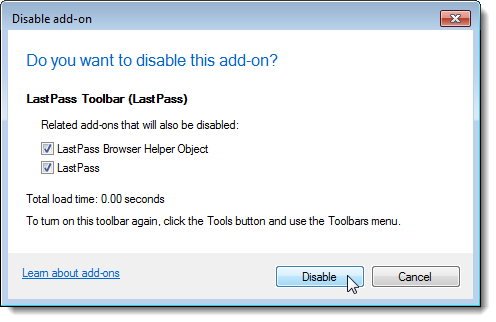 Disable add-on
Do you want to disable this add-on?
LastPass Toolbar (LastPass)
Related add-ons that will also be disabled:
LastPass Browser Helper Object
LastPass
Total load time: 0.00 seconds
To turn on this toolbar again, click the Tools button and use the Toolbars menu.
Learn about add-ons
Disable
Cancel